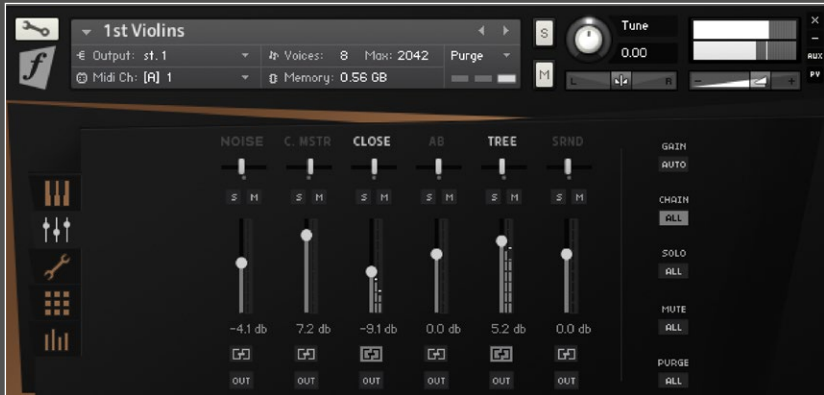 1st Violins
S
Tune
Output: st. 1
Voices: 8 Max: 2042
Purge
0.00
AUX
Midi Ch: [A] 1
Memory: 0.56 GB
M
L
R
PV
NOISE C. MSTR CLOSE AB TREE SRND
GAIN
AUTO
S M S M S M S M S M S M
CHAIN
ALL
SOLO
ALL
MUTE
ALL
-4.1 db 7.2 db -9.1 db 0.0 db 5.2 db 0.0 db
PURGE
OUT OUT OUT OUT OUT OUT
ALL